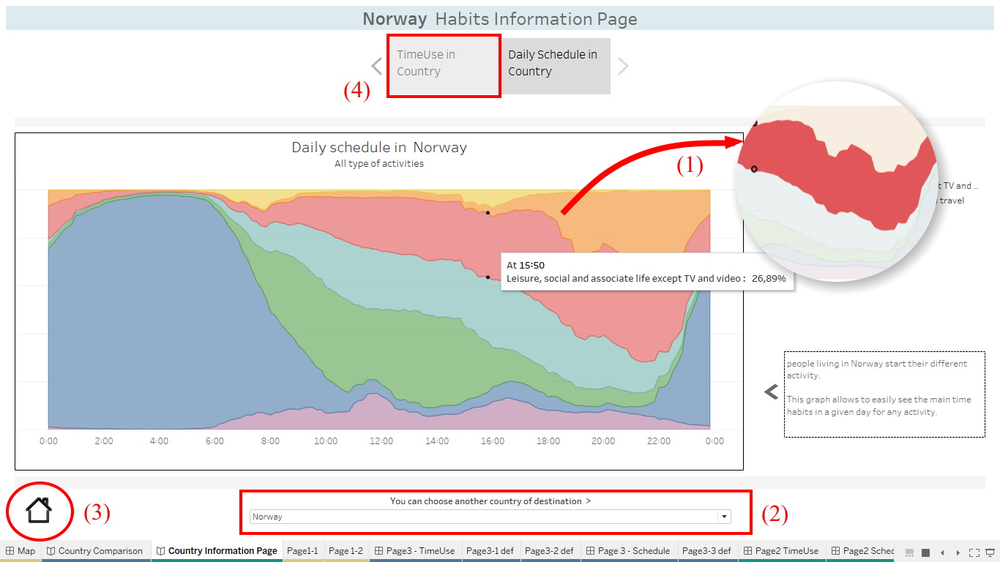 Norway Habits Information Page
TimeUse in
Country
Daily Schedule in
Country
(4)
(1)
Daily schedule in Norway
All type of activities
t TV and ..
travel
At 15:50
Leisure, social and associate life except TV and video : 26,89%
people living in Norway start their different
activity.
This graph allows to easily see the main time
habits in a given day for any activity.
0:00 2:00 4:00 6:00 8:00 10:00 12:00 14:00 16:00 18:00 20:00 22:00 0:00
(3)
You can choose another country of destination >
Norway
(2)
Map Country Comparison Country Information Page Page1-1 Page 1-2 Page3 - TimeUse Page3-1 def Page3-2 def Page 3 - Schedule Page3-3 def Page2 TimeUse Page2 Sched